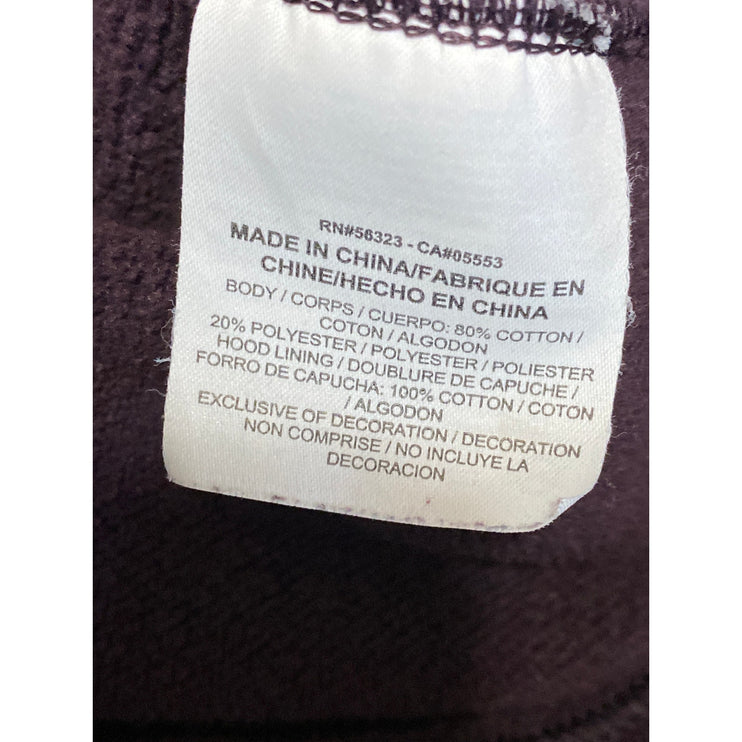 RN#56323 - CA#05553
MADE IN CHINA/FABRIQUE EN
CHINE/HECHO EN CHINA
BODY / CORPS / CUERPO: 80% COTTON /
COTON / ALGODON
20% POLYESTER / POLYESTER / POLIESTER
HOOD LINING / DOUBLURE DE CAPUCHE /
FORRO DE CAPUCHA: 100% COTTON / COTON
/ ALGODON
EXCLUSIVE OF DECORATION / DECORATION
NON COMPRISE / NO INCLUYE LA
DECORACION